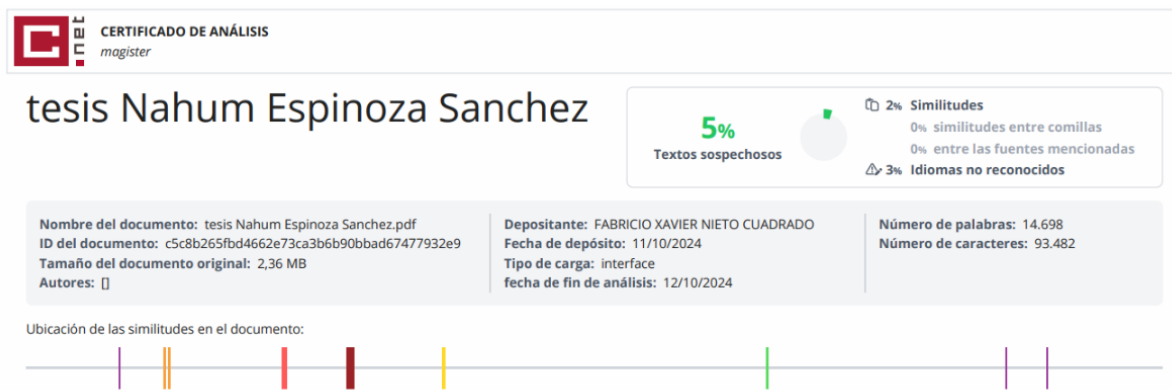 C
.net
CERTIFICADO DE ANÁLISIS
magister
tesis Nahum Espinoza Sanchez
5%
Textos sospechosos
2% Similitudes
0% similitudes entre comillas
0% entre las fuentes mencionadas
3% Idiomas no reconocidos
Nombre del documento: tesis Nahum Espinoza Sanchez.pdf
ID del documento: c5c8b265fbd4662e73ca3b6b90bbad67477932e9
Tamaño del documento original: 2,36 MB
Autores: []
Depositante: FABRICIO XAVIER NIETO CUADRADO
Fecha de depósito: 11/10/2024
Tipo de carga: interface
fecha de fin de análisis: 12/10/2024
Número de palabras: 14.698
Número de caracteres: 93.482
Ubicación de las similitudes en el documento: